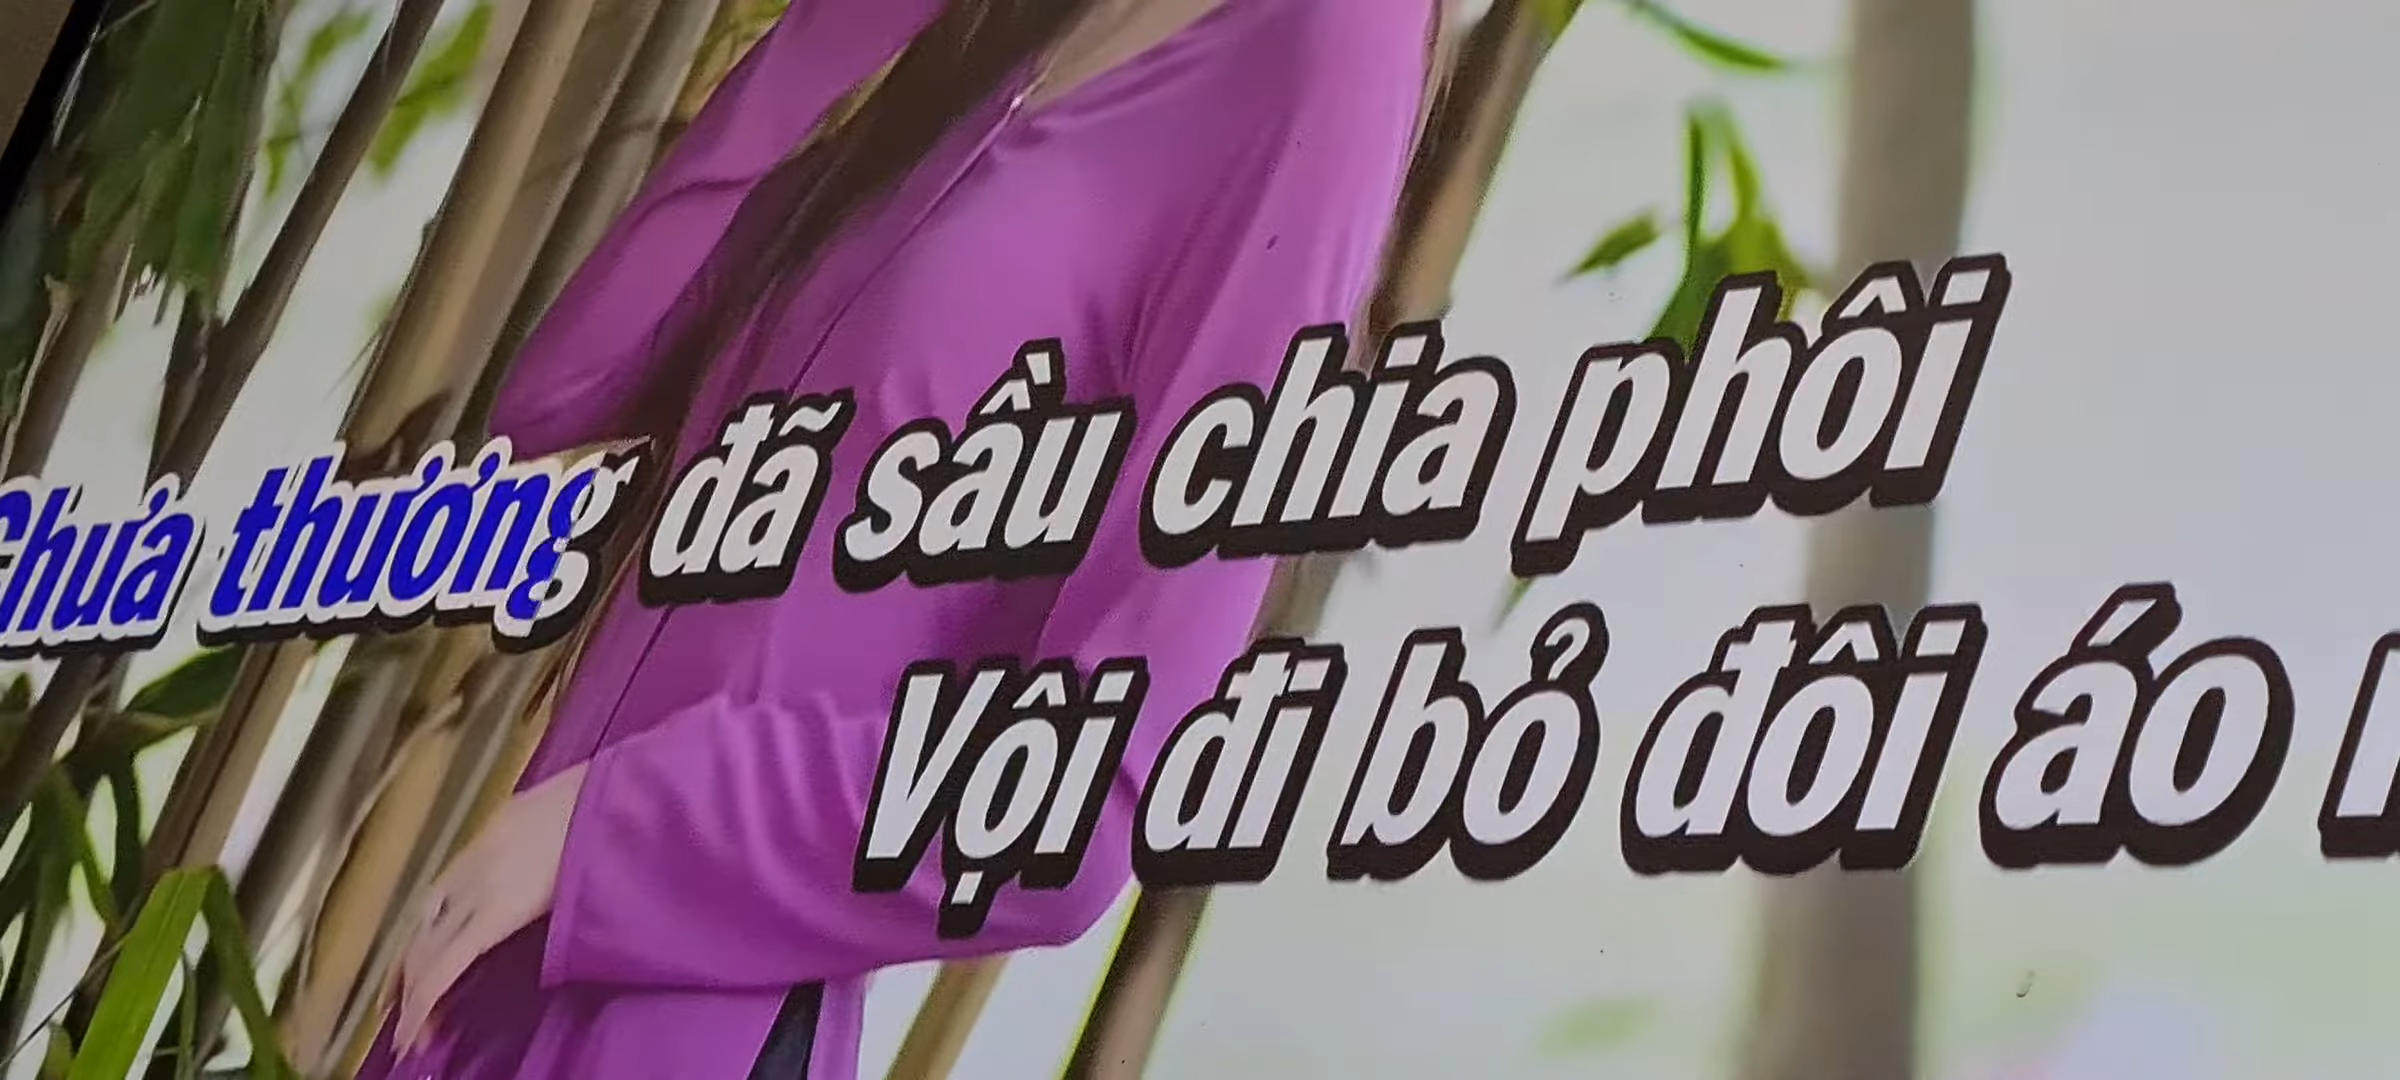 Chưa thương đã sầu chia phôi
Vội đi bỏ đôi áo